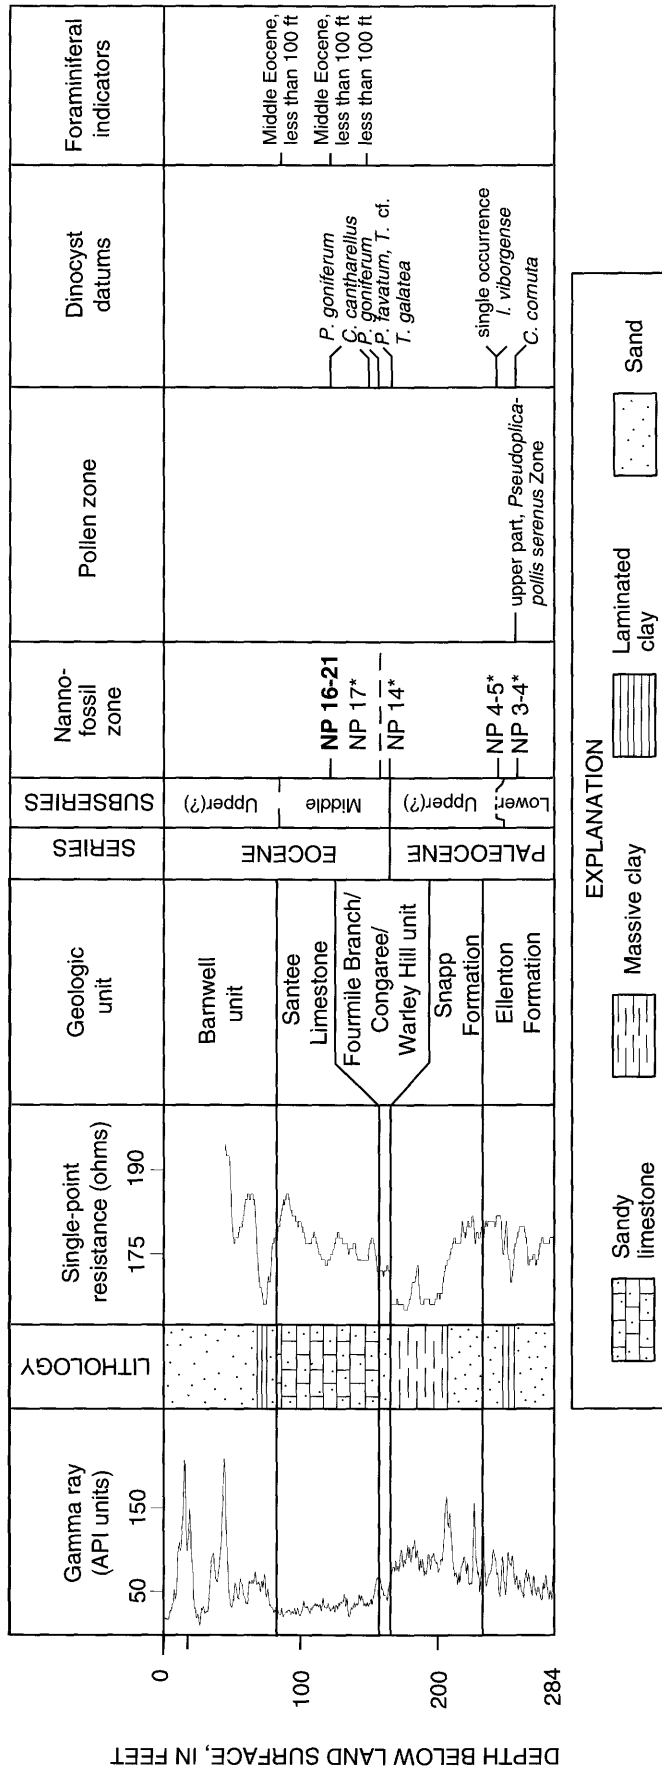 DEPTH BELOW LAND SURFACE, IN FEET
0
100
200
284
Gamma ray
(API units)
50
150
LITHOLOGY
Single-point
resistance (ohms)
175
190
Geologic
unit
Barnwell
unit
Santee
Limestone
Fourmile Branch/
Congaree/
Warley Hill unit
Snapp
Formation
Ellenton
Formation
SERIES
EOCENE
PALEOCENE
SUBSERIES
Upper(?)
Middle
Upper(?)
Lower
Nanno-
fossil
zone
NP 16-21
NP 17*
NP 14*
NP 4-5*
NP 3-4*
Pollen zone
upper part, Pseudoplica-
pollis serenus Zone
Dinocyst
datums
P. goniferum
C. cantharellus
P. goniferum
P. favatum, T. cf.
T. galatea
single occurrence
I. viborgense
C. cornuta
Foraminiferal
indicators
Middle Eocene,
less than 100 ft
Middle Eocene,
less than 100 ft
less than 100 ft
EXPLANATION
Sandy
limestone
Massive clay
Laminated
clay
Sand